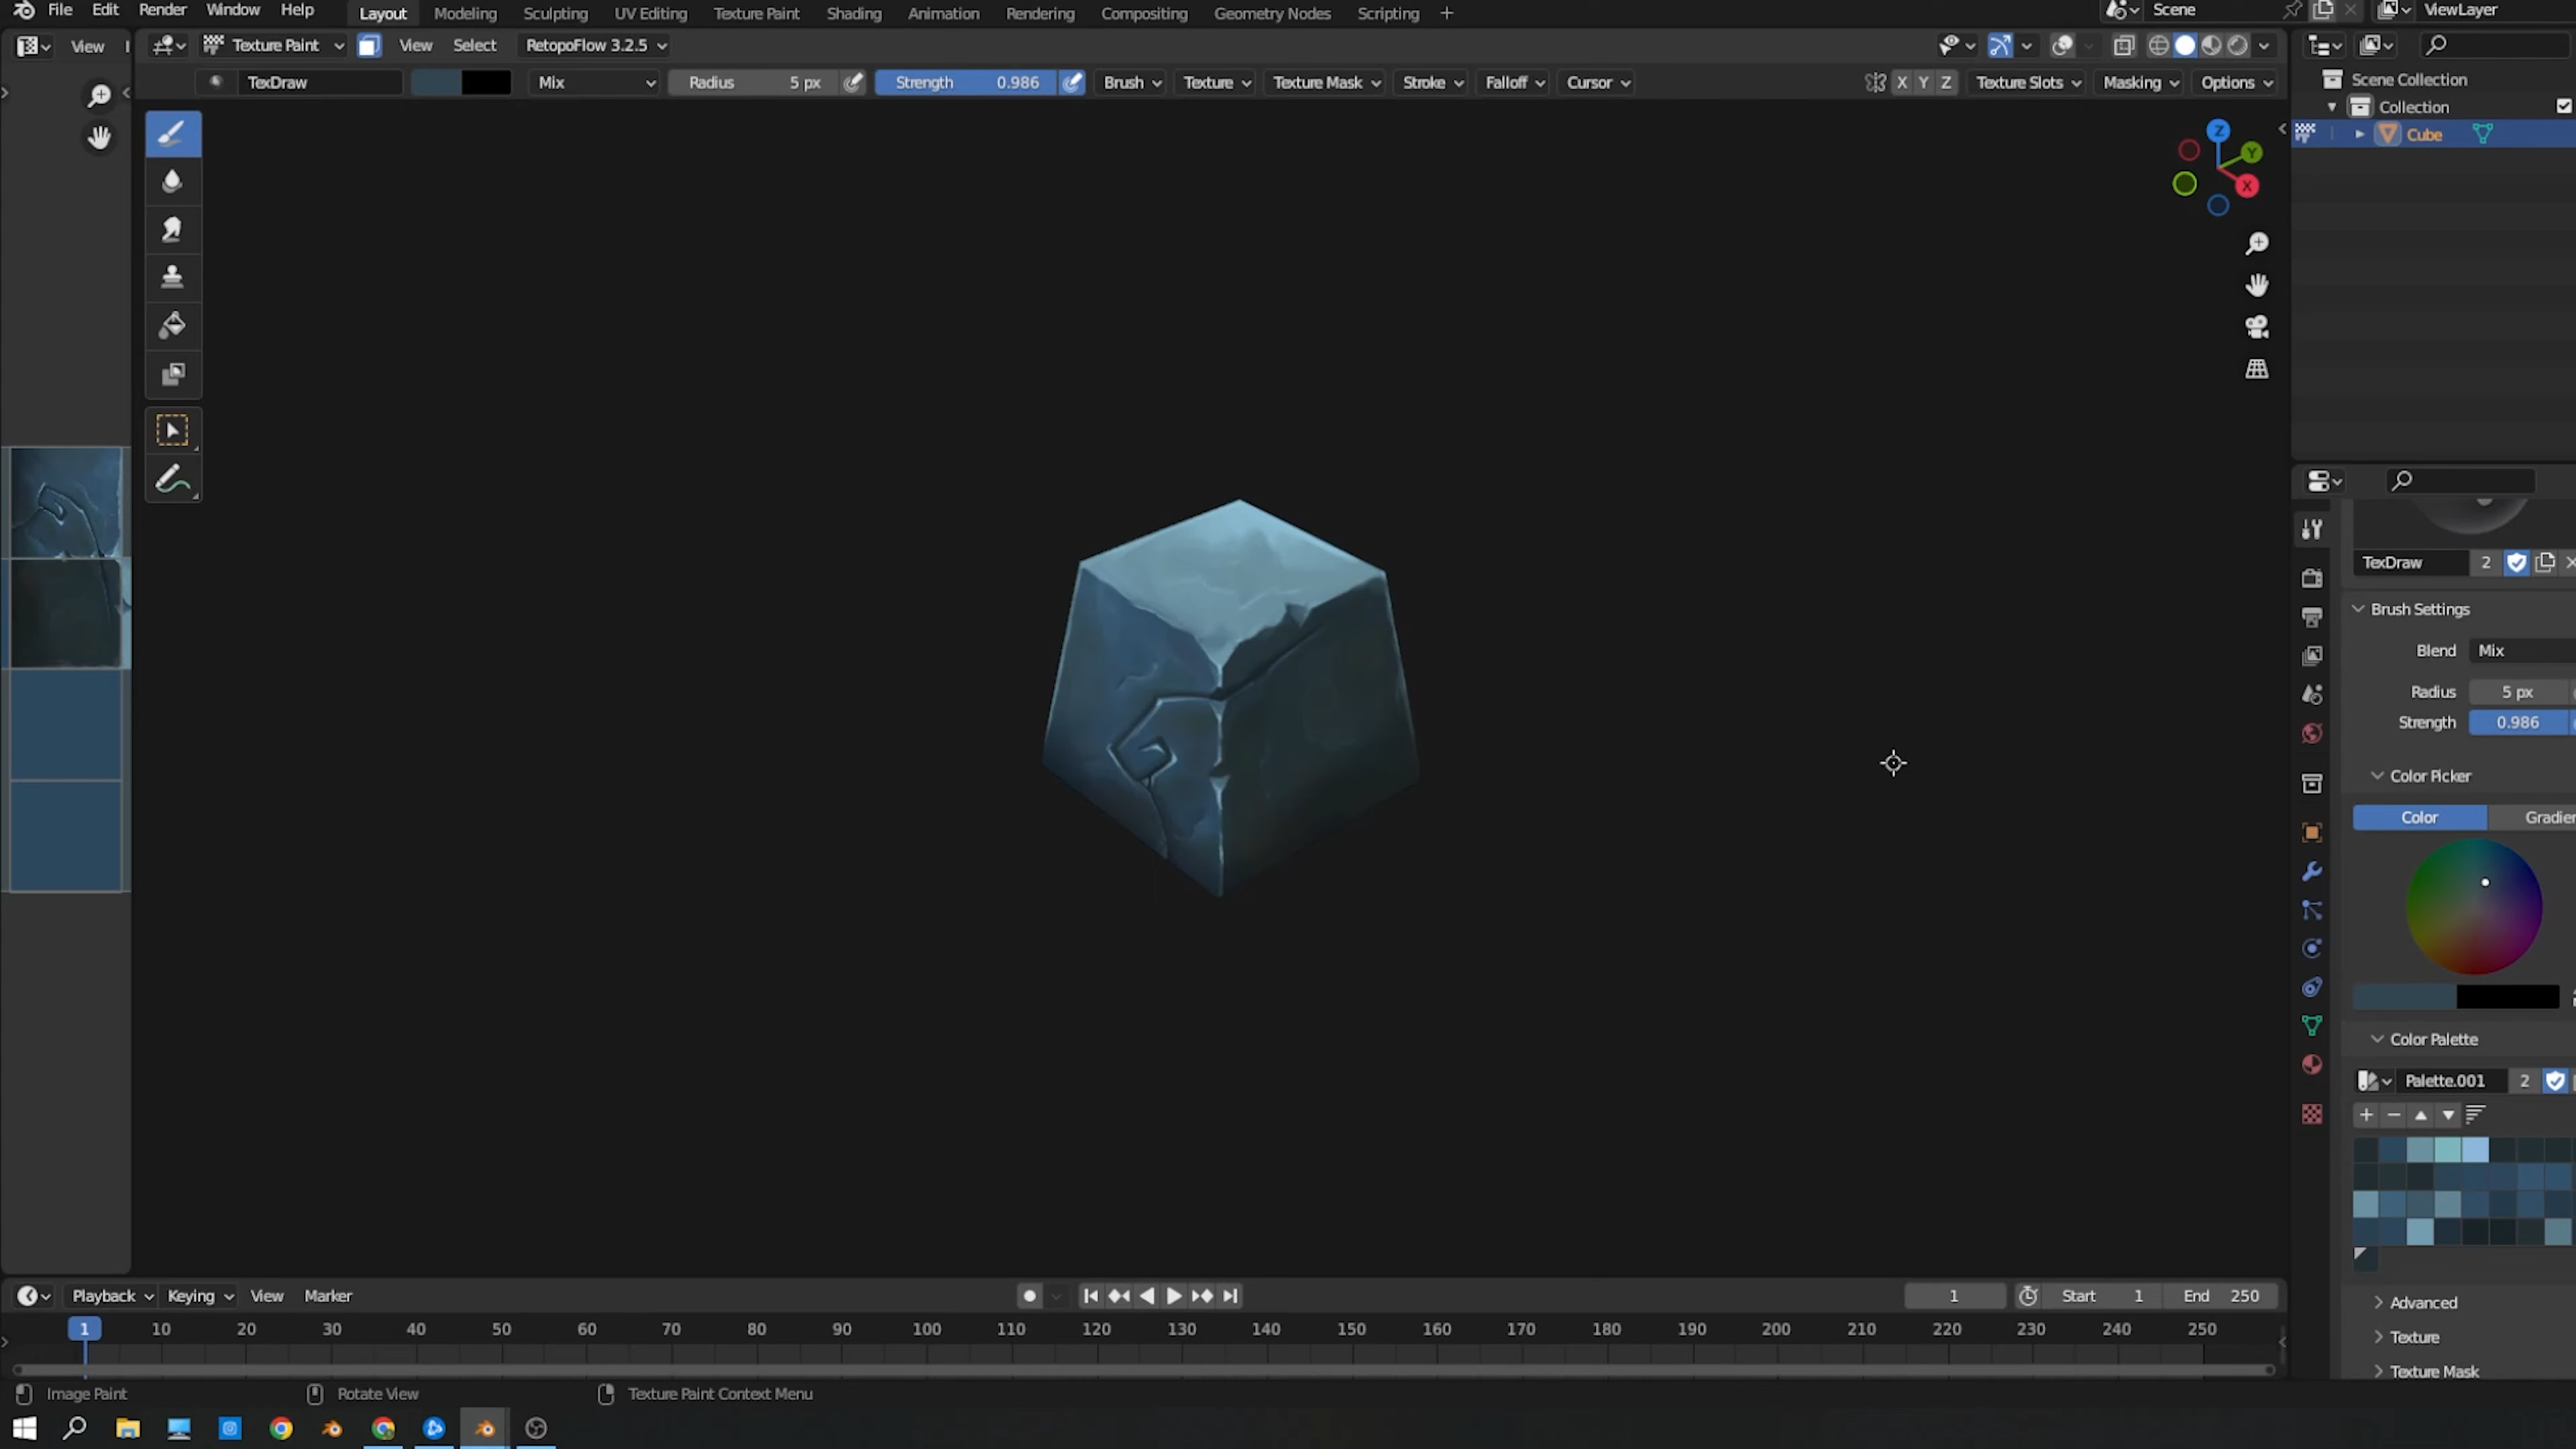 File Edit Render Window Help Layout Modeling Sculpting UV Editing Texture Paint Shading Animation Rendering Compositing Geometry Nodes Scripting + Scene ViewLayer
View Texture Paint View Select RetopoFlow 3.2.5
TexDraw Mix Radius 5 px Strength 0.986 Brush Texture Texture Mask Stroke Falloff Cursor X Y Z Texture Slots Masking Options
Scene Collection
Collection
Cube
Z
Y
X
TexDraw 2
Brush Settings
Blend Mix
Radius 5 px
Strength 0.986
Color Picker
Color Gradien
Color Palette
Palette.001 2
Advanced
Texture
Texture Mask
Playback Keying View Marker 1 Start 1 End 250
1 10 20 30 40 50 60 70 80 90 100 110 120 130 140 150 160 170 180 190 200 210 220 230 240 250
Image Paint Rotate View Texture Paint Context Menu